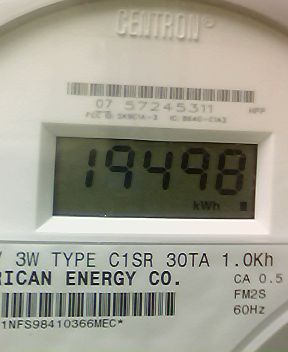 CENTRON®
07 57245311
HPP
19498
kWh
3W TYPE C1SR 30TA 1.0Kh
RICAN ENERGY CO.
CA 0.5
FM2S
60Hz
1NFS98410366MEC*